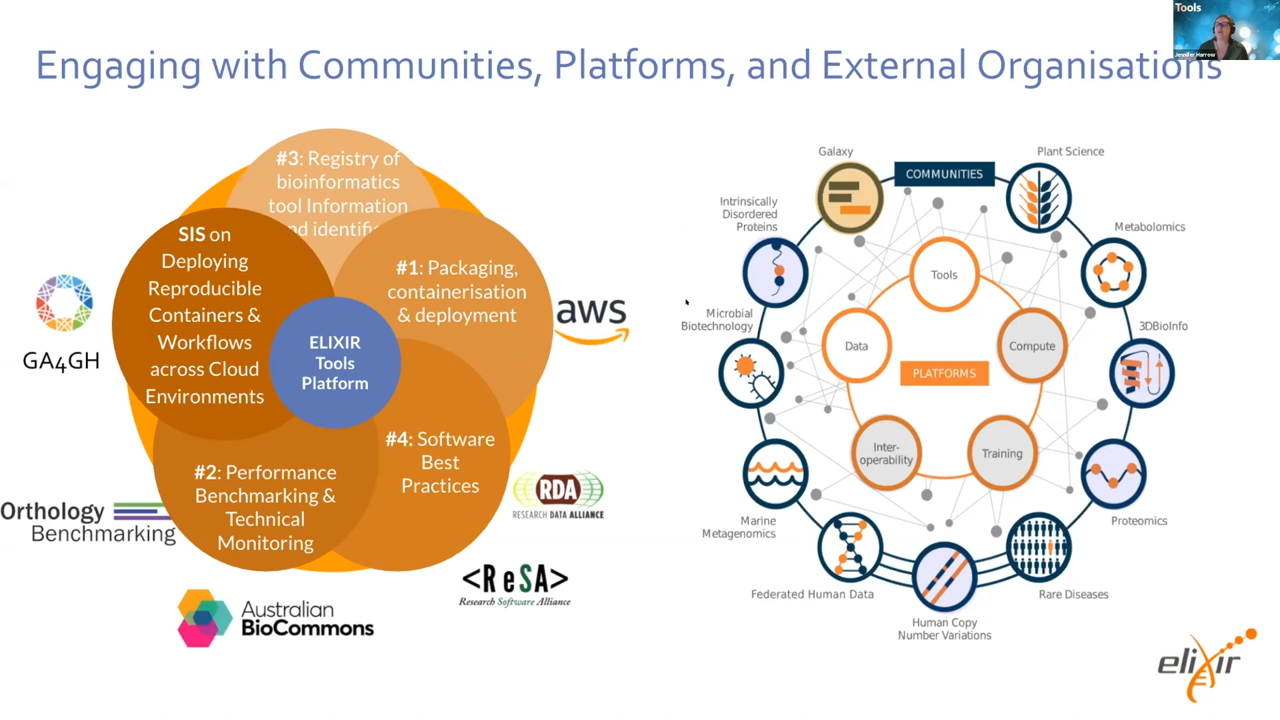 Tools
Jennifer Harrow
Engaging with Communities, Platforms, and External Organisations
#3: Registry of
bioinformatics
tool Information
nd identifi
SIS on
Deploying
Reproducible
Containers &
Workflows
across Cloud
Environments
#1: Packaging,
containerisation
& deployment
ELIXIR
Tools
Platform
#4: Software
Best
Practices
#2: Performance
Benchmarking &
Technical
Monitoring
GA4GH
aws
Orthology
Benchmarking
RDA
RESEARCH DATA ALLIANCE
<ReSA>
Research Software Alliance
Australian
BioCommons
COMMUNITIES
Galaxy
Plant Science
Intrinsically
Disordered
Proteins
Metabolomics
Microbial
Biotechnology
3DBioInfo
Tools
Data
Compute
PLATFORMS
Inter-
operability
Training
Marine
Metagenomics
Proteomics
Federated Human Data
Rare Diseases
Human Copy
Number Variations
elixir